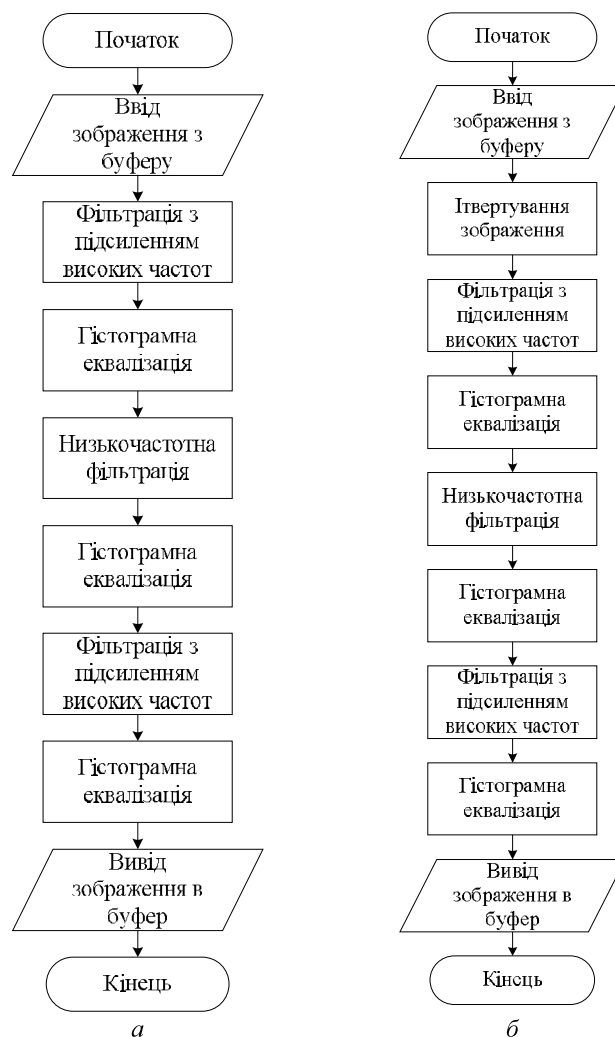 Початок
Ввід
зображення з
буферу
Фільтрація з
підсиленням
високих частот
Гістограмна
еквалізація
Низькочастотна
фільтрація
Гістограмна
еквалізація
Фільтрація з
підсиленням
високих частот
Гістограмна
еквалізація
Вивід
зображення в
буфер
Кінець
а
Початок
Ввід
зображення з
буферу
Ітвертування
зображення
Фільтрація з
підсиленням
високих частот
Гістограмна
еквалізація
Низькочастотна
фільтрація
Гістограмна
еквалізація
Фільтрація з
підсиленням
високих частот
Гістограмна
еквалізація
Вивід
зображення в
буфер
Кінець
б